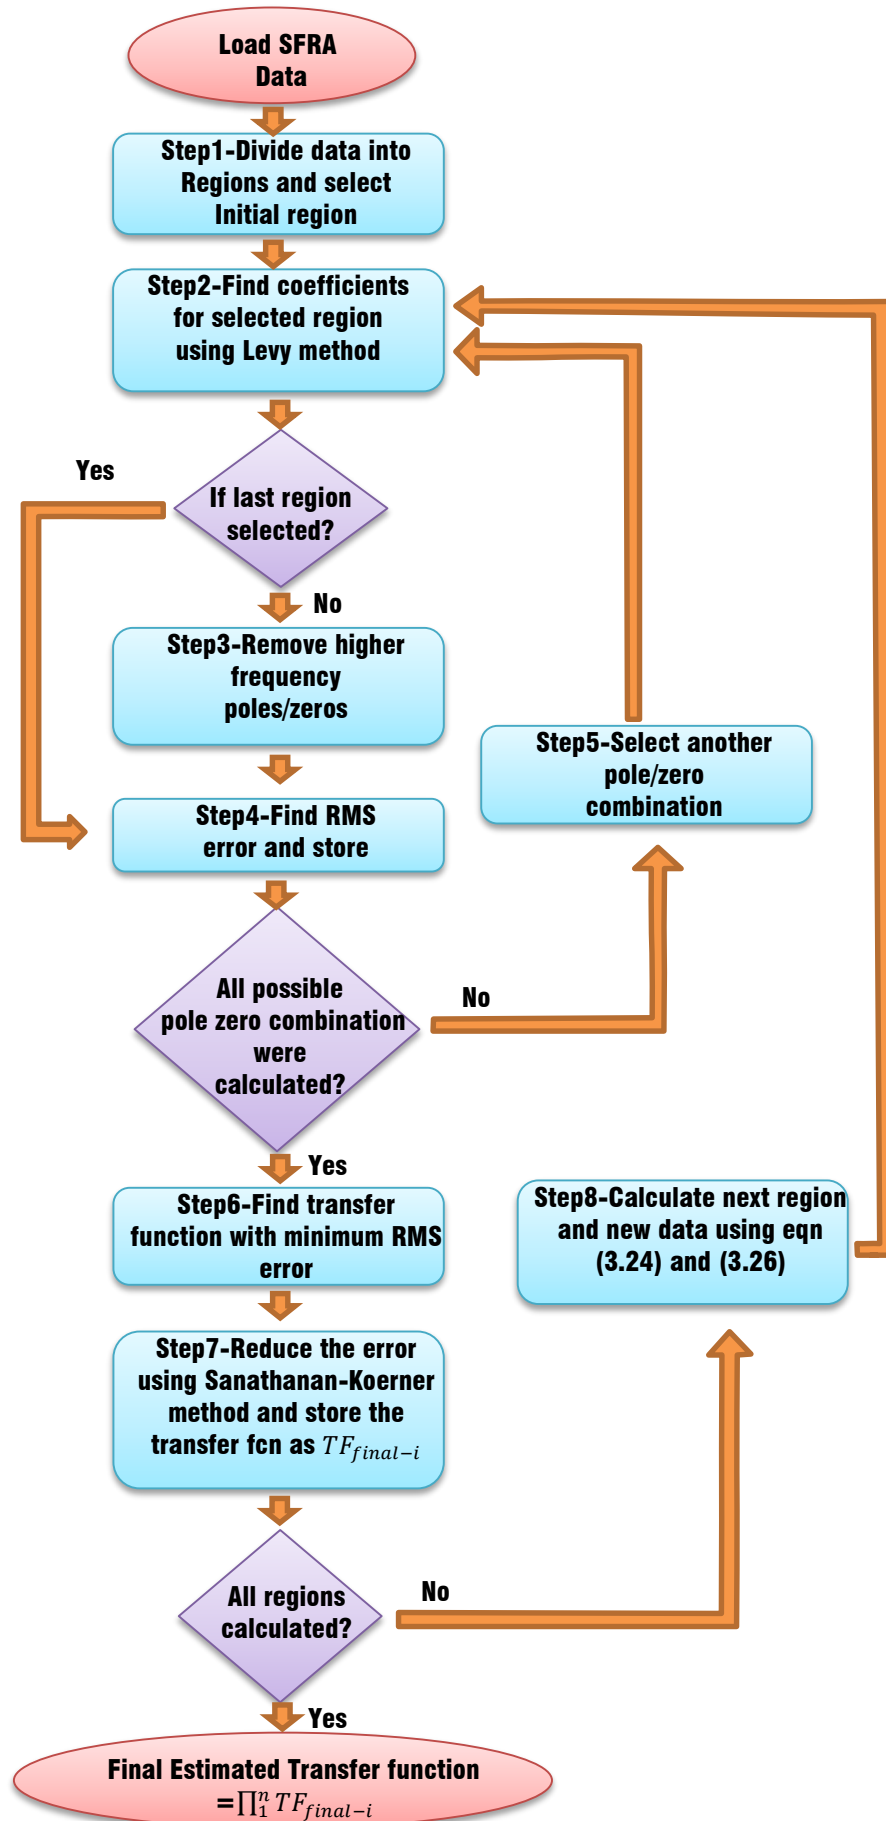 Load SFRA
Data
Step1-Divide data into
Regions and select
Initial region
Step2-Find coefficients
for selected region
using Levy method
Yes
If last region
selected?
No
Step3-Remove higher
frequency
poles/zeros
Step5-Select another
pole/zero
combination
Step4-Find RMS
error and store
All possible
pole zero combination
were
calculated?
No
Yes
Step6-Find transfer
function with minimum RMS
error
Step8-Calculate next region
and new data using eqn
(3.24) and (3.26)
Step7-Reduce the error
using Sanathanan-Koerner
method and store the
transfer fcn as $TF_{final-i}$
All regions
calculated?
No
Yes
Final Estimated Transfer function
=$\prod_1^n TF_{final-i}$